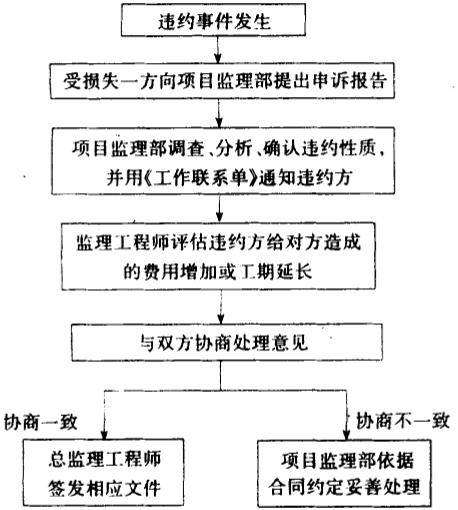 违约事件发生
受损失一方向项目监理部提出申诉报告
项目监理部调查、分析、确认违约性质，
并用《工作联系单》通知违约方
监理工程师评估违约方给对方造成
的费用增加或工期延长
与双方协商处理意见
协商一致
协商不一致
总监理工程师
签发相应文件
项目监理部依据
合同约定妥善处理